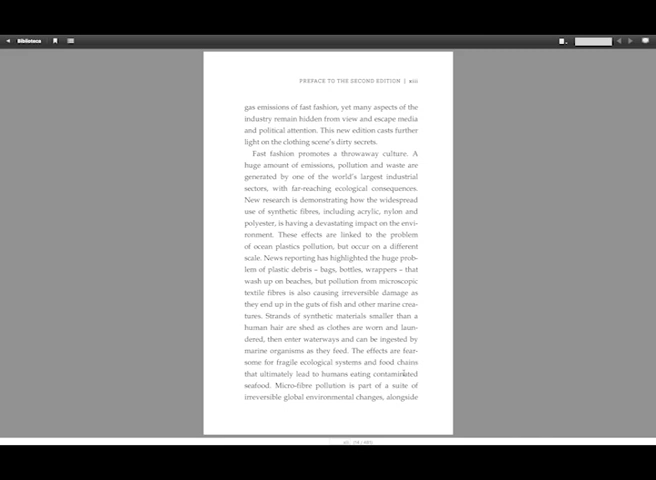 Biblioteca
PREFACE TO THE SECOND EDITION | xiii
gas emissions of fast fashion, yet many aspects of the
industry remain hidden from view and escape media
and political attention. This new edition casts further
light on the clothing scene's dirty secrets.
Fast fashion promotes a throwaway culture. A
huge amount of emissions, pollution and waste are
generated by one of the world's largest industrial
sectors, with far-reaching ecological consequences.
New research is demonstrating how the widespread
use of synthetic fibres, including acrylic, nylon and
polyester, is having a devastating impact on the envi-
ronment. These effects are linked to the problem
of ocean plastics pollution, but occur on a different
scale. News reporting has highlighted the huge prob-
lem of plastic debris – bags, bottles, wrappers – that
wash up on beaches, but pollution from microscopic
textile fibres is also causing irreversible damage as
they end up in the guts of fish and other marine crea-
tures. Strands of synthetic materials smaller than a
human hair are shed as clothes are worn and laun-
dered, then enter waterways and can be ingested by
marine organisms as they feed. The effects are fear-
some for fragile ecological systems and food chains
that ultimately lead to humans eating contaminated
seafood. Micro-fibre pollution is part of a suite of
irreversible global environmental changes, alongside